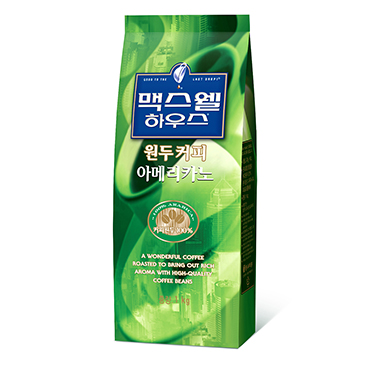 GOOD TO THE LAST DROP!
맥스웰
하우스
원두커피
아메리카노
100% ARABICA
커피원두 100%
A WONDERFUL COFFEE
ROASTED TO BRING OUT RICH
AROMA WITH HIGH-QUALITY
COFFEE BEANS